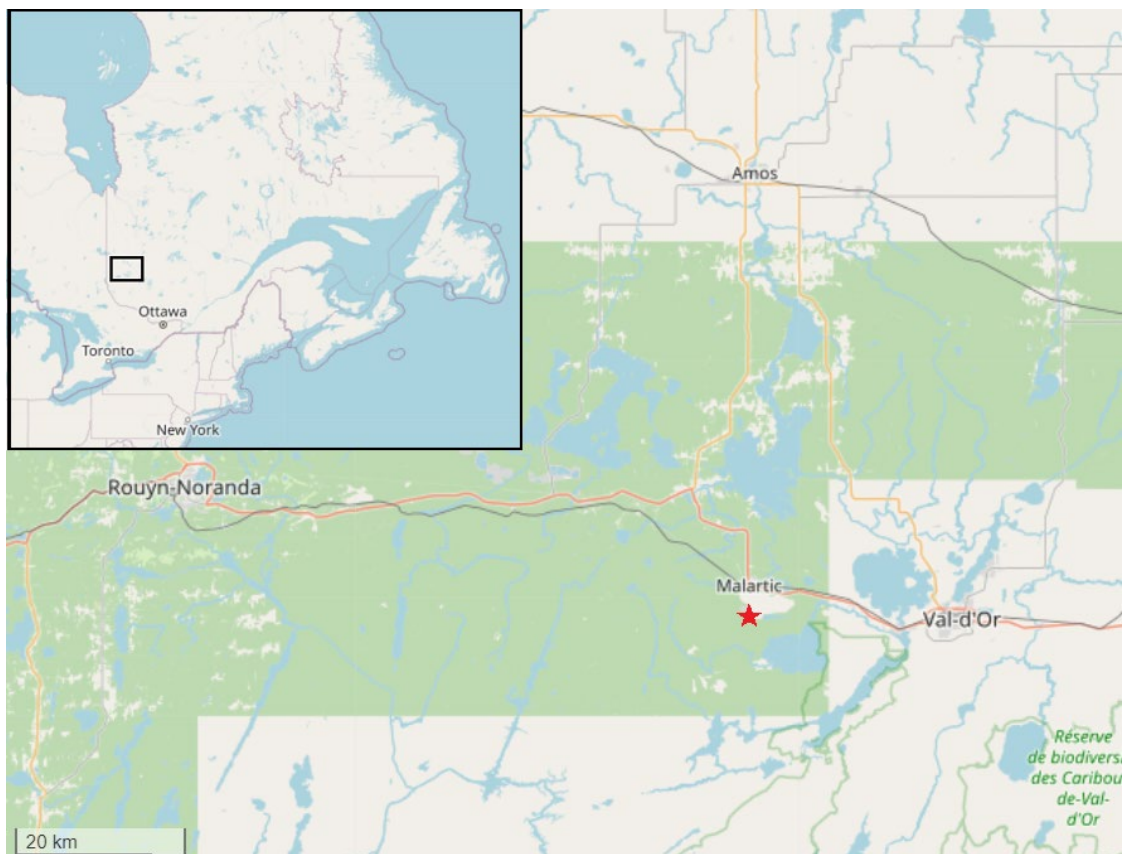 Ottawa
Toronto
New York
Amos
Rouyn-Noranda
Malartic
Val-d'Or
Réserve
de biodiversi
des Caribou
de-Val-
d'Or
20 km